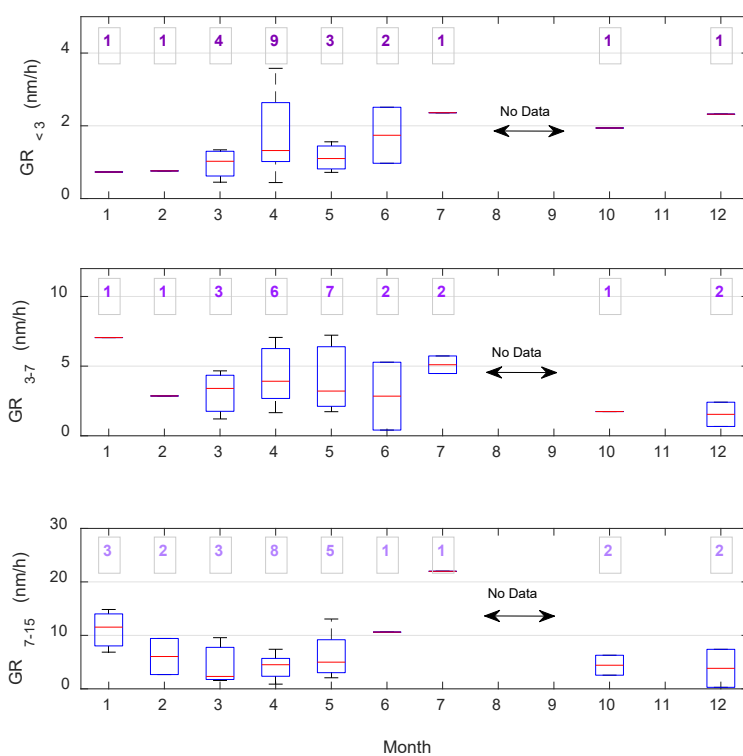 1 1 4 9 3 2 1 1 1
4
2
0
GR < 3 (nm/h)
No Data
1 2 3 4 5 6 7 8 9 10 11 12
1 1 3 6 7 2 2 1 2
10
5
0
GR 3-7 (nm/h)
No Data
1 2 3 4 5 6 7 8 9 10 11 12
3 2 3 8 5 1 1 2 2
30
20
10
0
GR 7-15 (nm/h)
No Data
1 2 3 4 5 6 7 8 9 10 11 12
Month